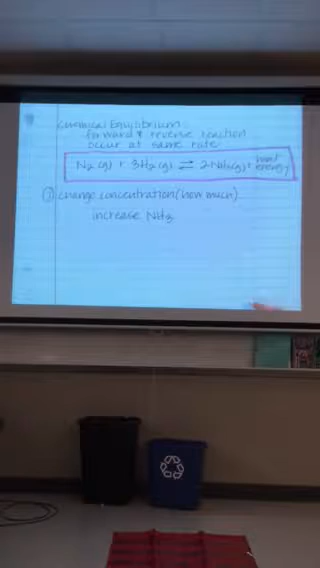 Chemical Equilibrium
forward & reverse reaction
occur at same rate
N2(g) + 3H2(g) ⇌ 2NH3(g) + heat energy
① change concentration (how much)
increase NH3